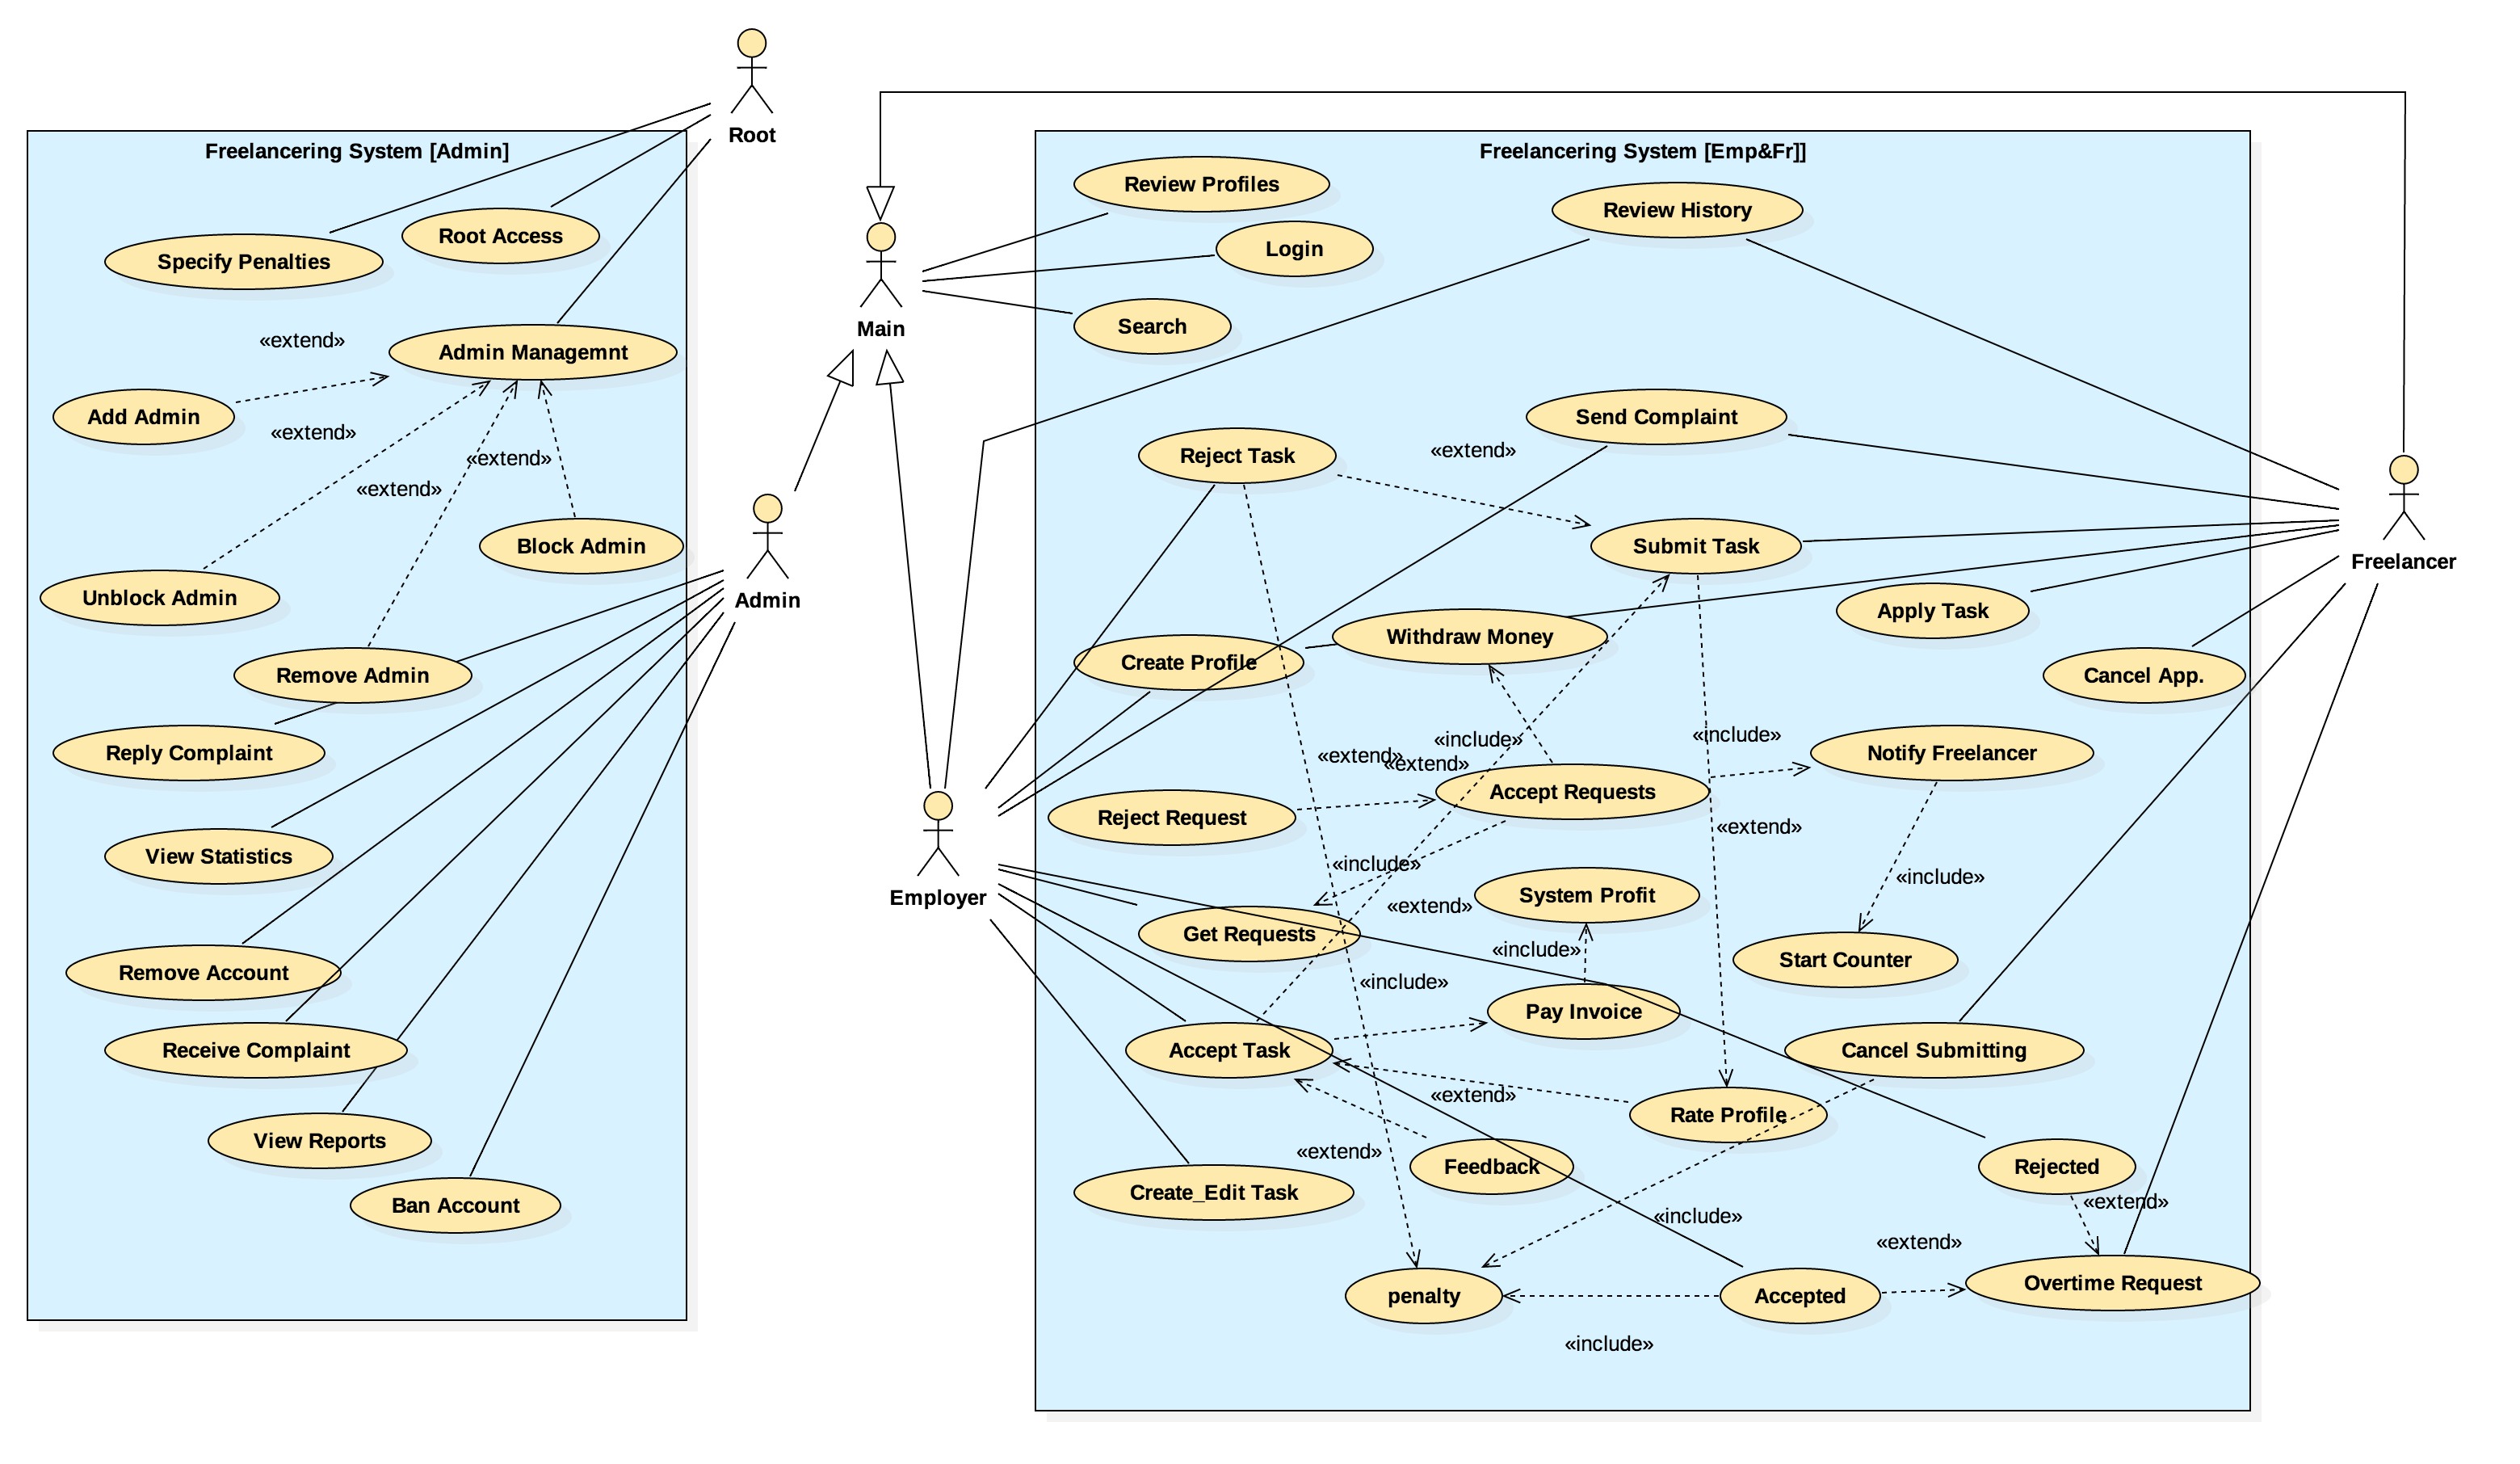 Root
Freelancering System [Admin]
Specify Penalties
Root Access
«extend»
Admin Managemnt
Add Admin
«extend»
«extend»
«extend»
Block Admin
Unblock Admin
Admin
Remove Admin
Reply Complaint
View Statistics
Remove Account
Receive Complaint
View Reports
Ban Account
Main
Employer
Freelancering System [Emp&Fr]]
Review Profiles
Review History
Login
Search
Send Complaint
Reject Task
«extend»
Submit Task
Freelancer
Apply Task
Withdraw Money
Create Profile
Cancel App.
«include»
«include»
«extend»
«extend»
Notify Freelancer
Accept Requests
Reject Request
«extend»
«include»
«include»
System Profit
«extend»
Get Requests
«include»
Start Counter
«include»
Pay Invoice
Accept Task
Cancel Submitting
«extend»
Rate Profile
«extend»
Feedback
Rejected
Create_Edit Task
«extend»
«include»
«extend»
Overtime Request
penalty
Accepted
«include»